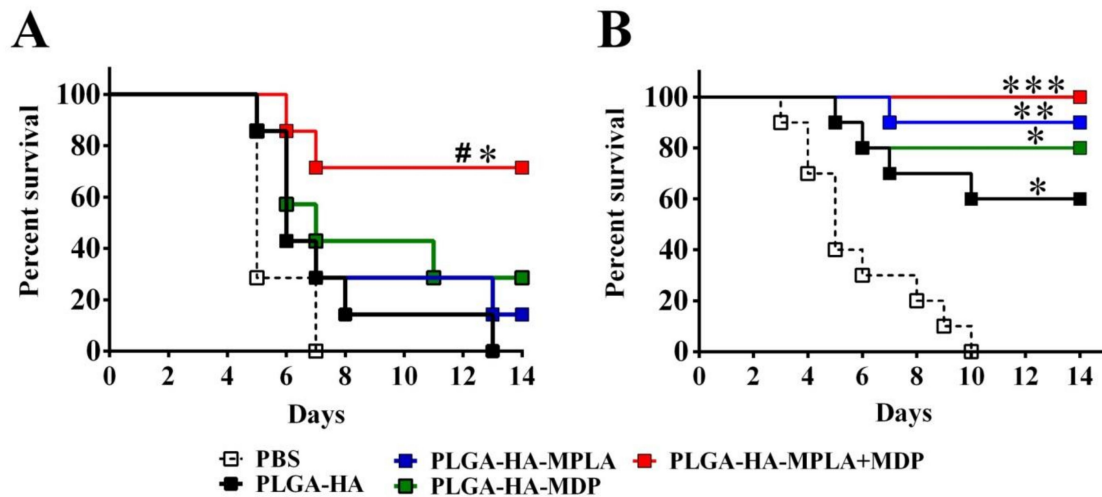 A
B
100
80
60
40
20
0
Percent survival
# *
0 2 4 6 8 10 12 14
Days
100
80
60
40
20
0
Percent survival
***
**
*
*
0 2 4 6 8 10 12 14
Days
PBS
PLGA-HA-MPLA
PLGA-HA-MPLA+MDP
PLGA-HA
PLGA-HA-MDP